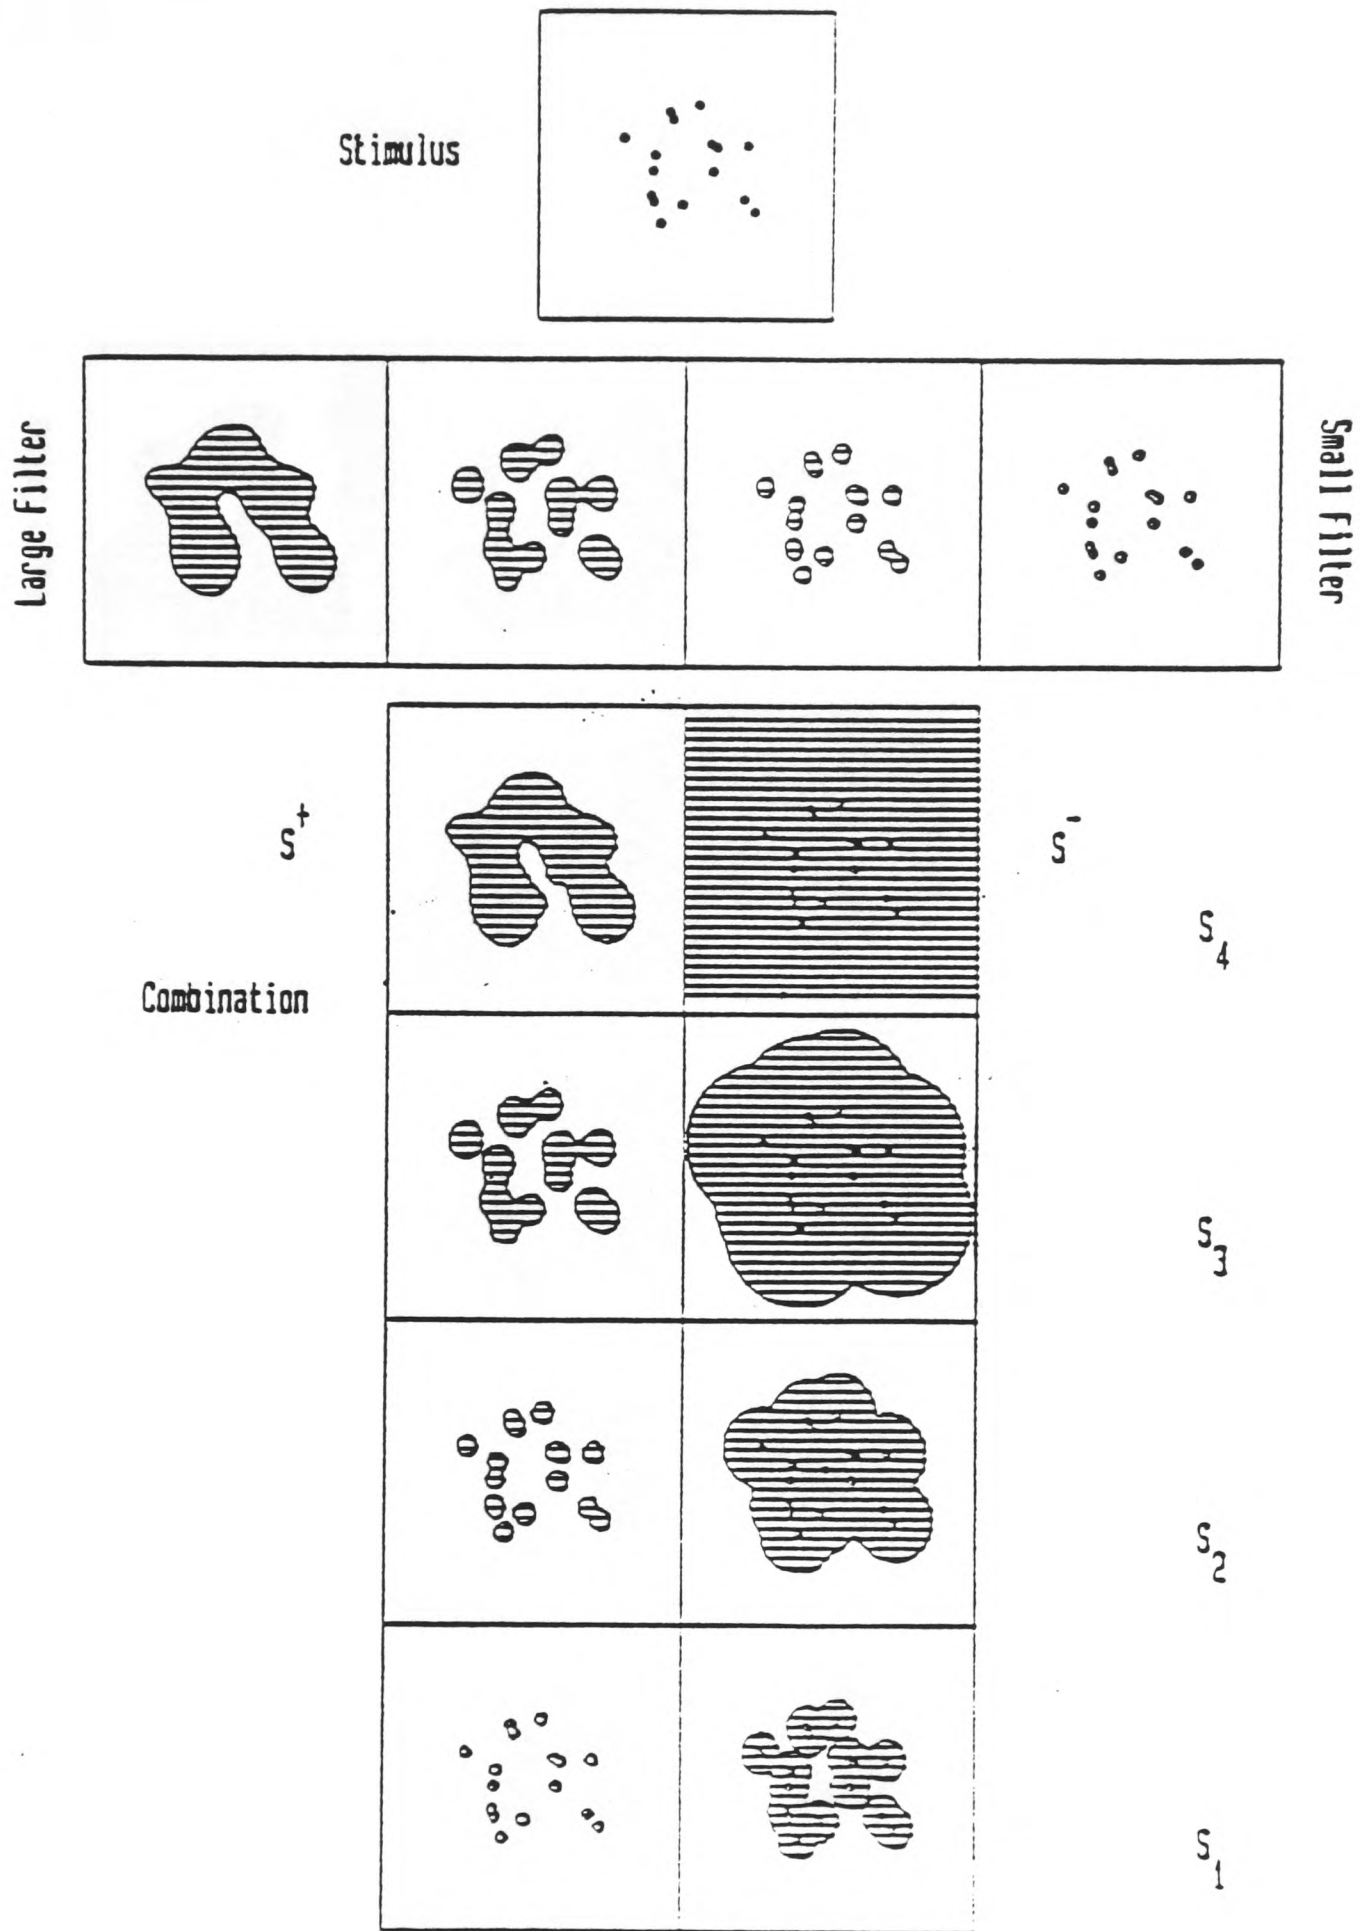 Stimulus
Large Filter
Small Filter
S+
S-
S4
Combination
S3
S2
S1